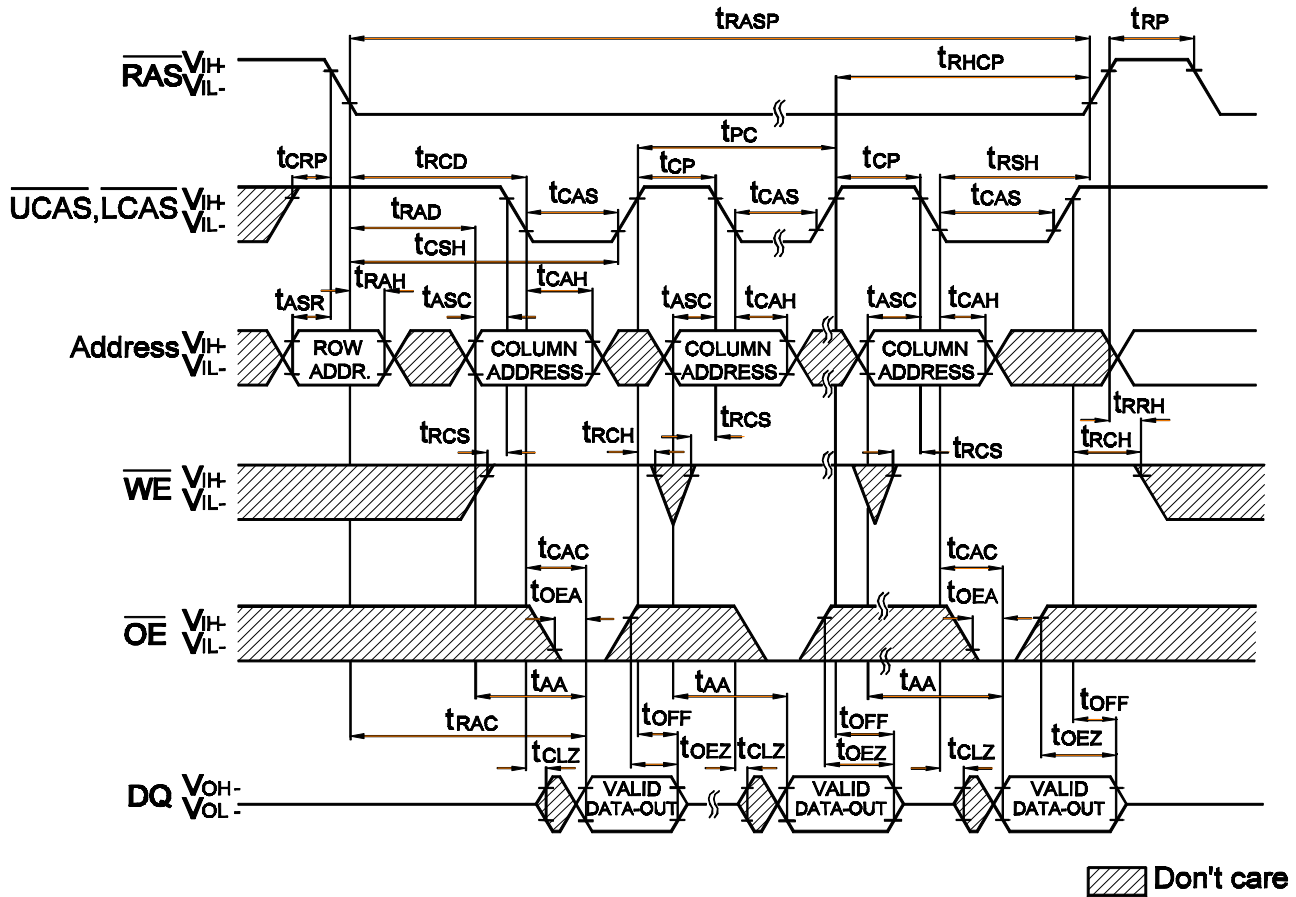 tRASP
tRP
RAS VIH-
VIL-
tRHCP
tPC
tCRP
tRCD
tCP
tCP
tRSH
UCAS,LCAS VIH-
VIL-
tCAS
tCAS
tCAS
tRAD
tCSH
tRAH
tCAH
tASR
tASC
tASC
tCAH
tASC
tCAH
Address VIH-
VIL-
ROW
ADDR.
COLUMN
ADDRESS
COLUMN
ADDRESS
COLUMN
ADDRESS
tRRH
tRCS
tRCS
tRCH
tRCS
tRCH
WE VIH-
VIL-
tCAC
tCAC
tOEA
tOEA
OE VIH-
VIL-
tAA
tAA
tAA
tRAC
tOFF
tOFF
tOFF
tCLZ
tOEZ
tCLZ
tOEZ
tCLZ
tOEZ
DQ VOH-
VOL-
VALID
DATA-OUT
VALID
DATA-OUT
VALID
DATA-OUT
Don't care